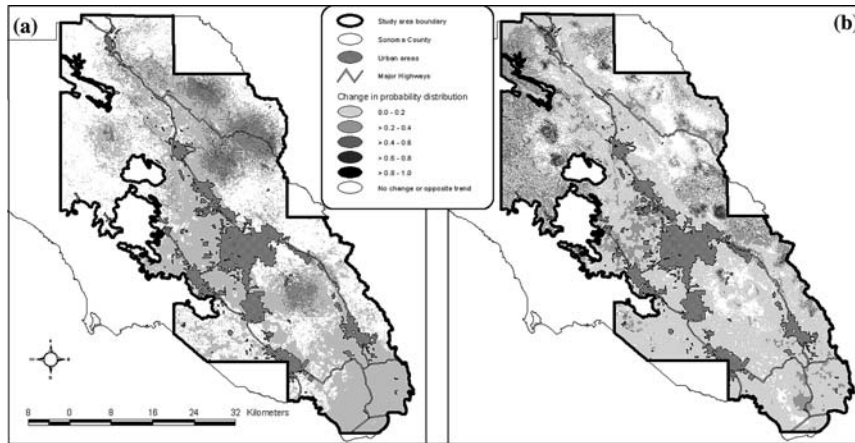 (a)
Study area boundary
Sonoma County
Urban areas
Major Highways
Change in probability distribution
0.0 - 0.2
> 0.2 - 0.4
> 0.4 - 0.6
> 0.6 - 0.8
> 0.8 - 1.0
No change or opposite trend
(b)
8 0 8 16 24 32 Kilometers